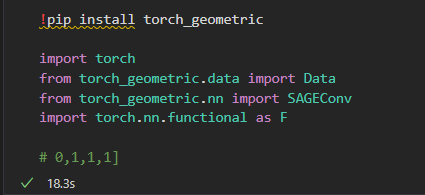 !pip install torch_geometric
import torch
from torch_geometric.data import Data
from torch_geometric.nn import SAGEConv
import torch.nn.functional as F
# 0,1,1,1]
18.3s